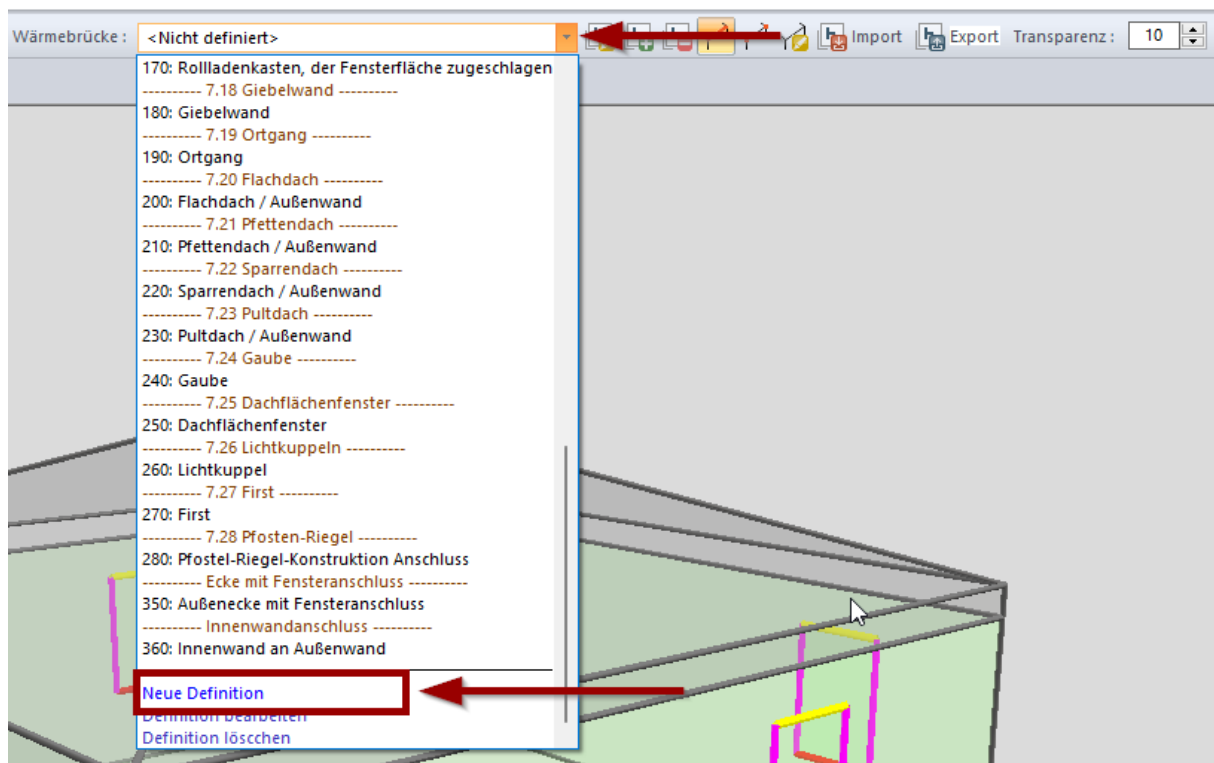 Wärmebrücke : <Nicht definiert> Import Export Transparenz : 10
170: Rollladenkasten, der Fensterfläche zugeschlagen
---------- 7.18 Giebelwand ----------
180: Giebelwand
---------- 7.19 Ortgang ----------
190: Ortgang
---------- 7.20 Flachdach ----------
200: Flachdach / Außenwand
---------- 7.21 Pfettendach ----------
210: Pfettendach / Außenwand
---------- 7.22 Sparrendach ----------
220: Sparrendach / Außenwand
---------- 7.23 Pultdach ----------
230: Pultdach / Außenwand
---------- 7.24 Gaube ----------
240: Gaube
---------- 7.25 Dachflächenfenster ----------
250: Dachflächenfenster
---------- 7.26 Lichtkuppeln ----------
260: Lichtkuppel
---------- 7.27 First ----------
270: First
---------- 7.28 Pfosten-Riegel ----------
280: Pfostel-Riegel-Konstruktion Anschluss
---------- Ecke mit Fensteranschluss ----------
350: Außenecke mit Fensteranschluss
---------- Innenwandanschluss ----------
360: Innenwand an Außenwand
Neue Definition
Definition bearbeiten
Definition löscchen